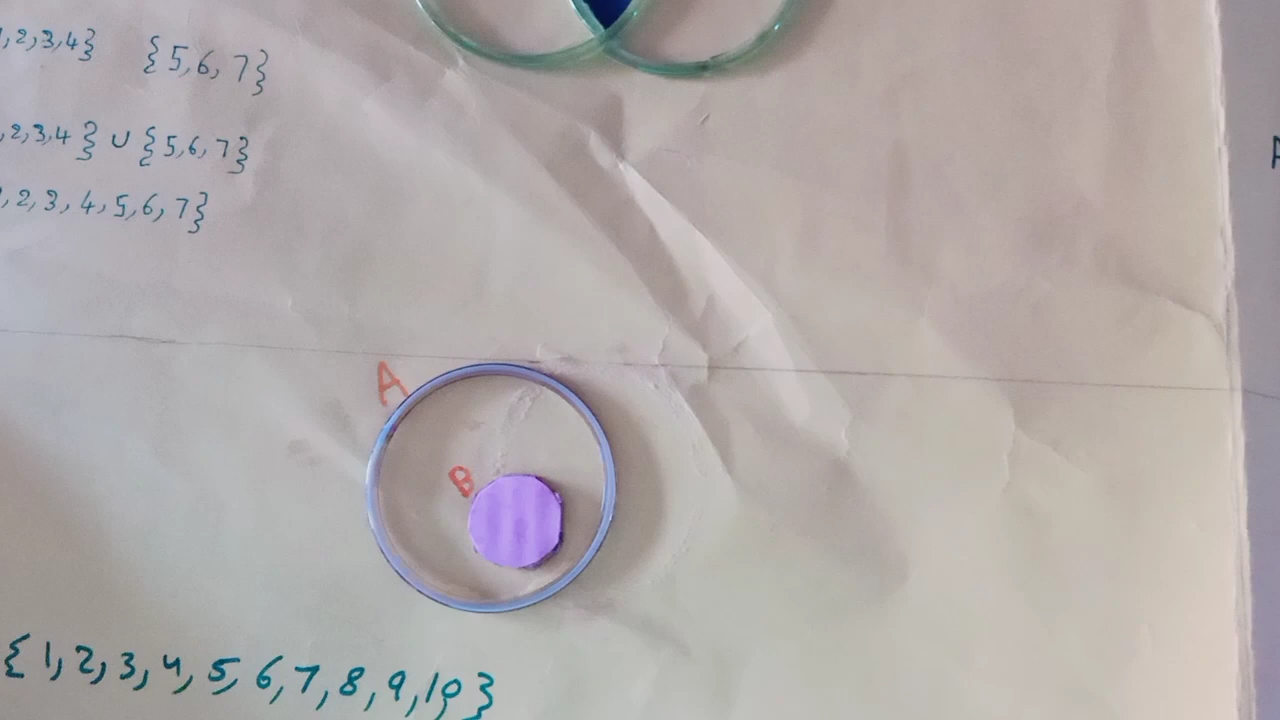 ,2,3,4} {5,6,7}
,2,3,4 } ∪ {5,6,7}
,2,3,4,5,6,7}
A
B
{1,2,3,4,5,6,7,8,9,10}